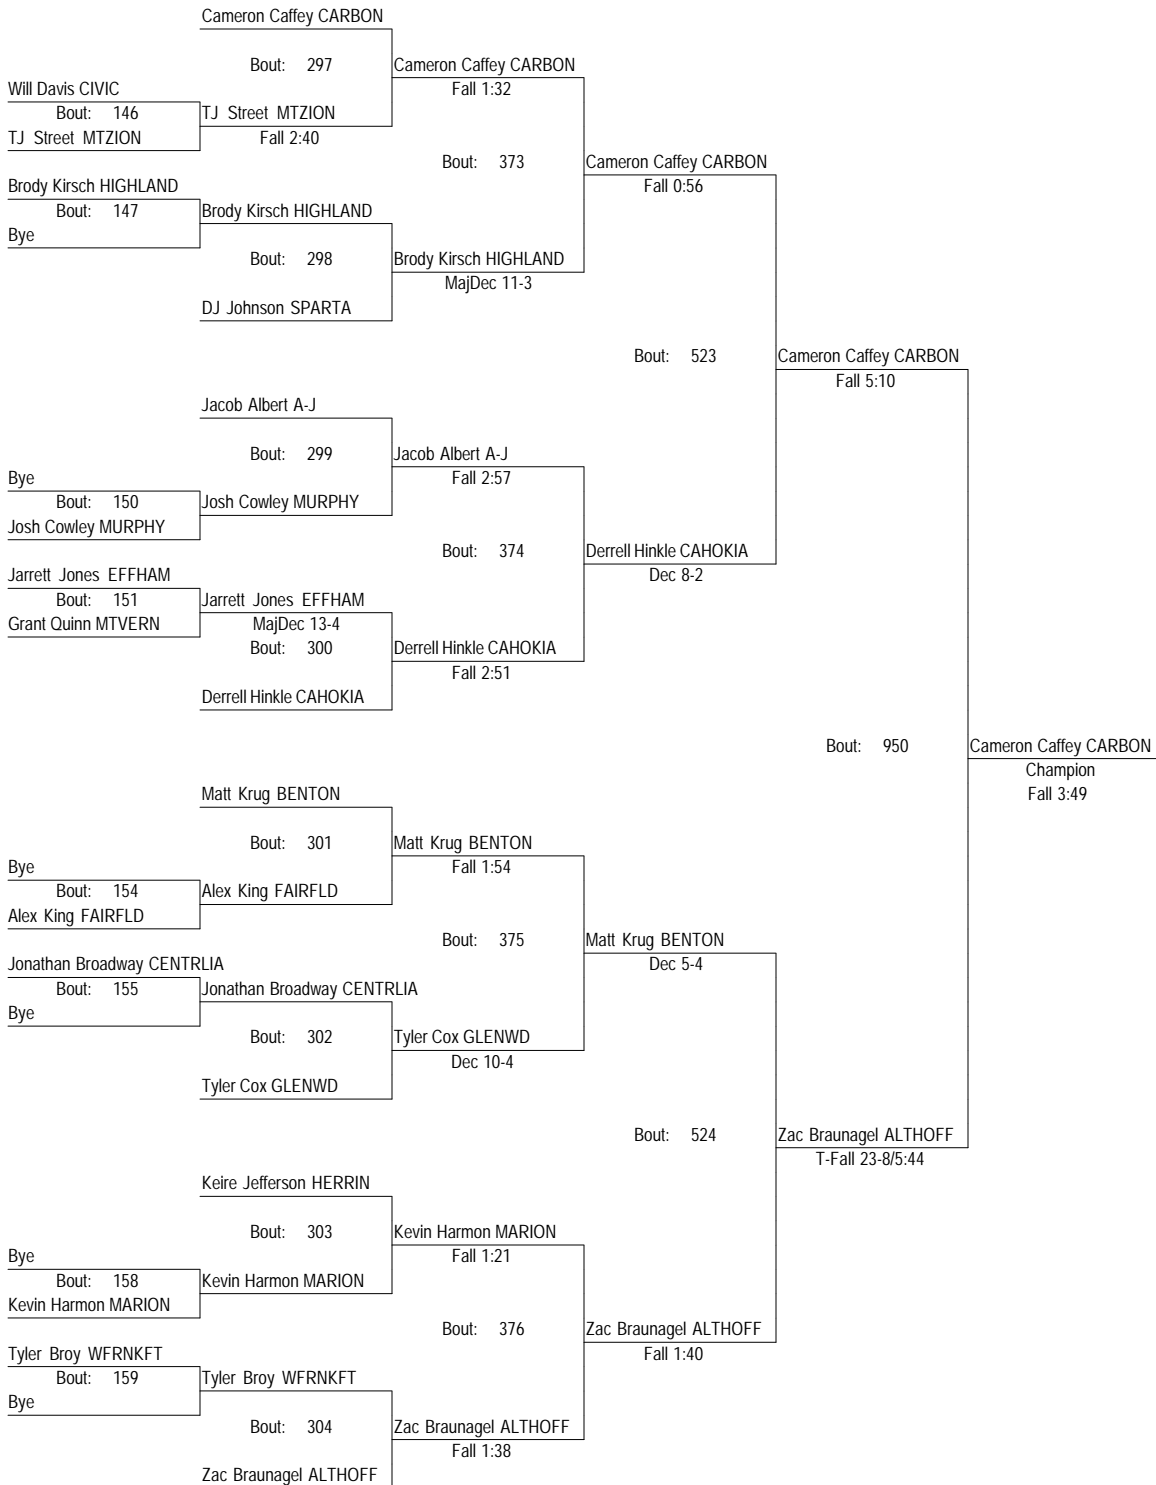 Cameron Caffey CARBON
Bout: 297
Cameron Caffey CARBON
Fall 1:32
Will Davis CIVIC
Bout: 146
TJ Street MTZION
TJ Street MTZION
Fall 2:40
Bout: 373
Cameron Caffey CARBON
Fall 0:56
Brody Kirsch HIGHLAND
Bout: 147
Brody Kirsch HIGHLAND
Bye
Bout: 298
Brody Kirsch HIGHLAND
MajDec 11-3
DJ Johnson SPARTA
Bout: 523
Cameron Caffey CARBON
Fall 5:10
Jacob Albert A-J
Bout: 299
Jacob Albert A-J
Fall 2:57
Bye
Bout: 150
Josh Cowley MURPHY
Josh Cowley MURPHY
Bout: 374
Derrell Hinkle CAHOKIA
Dec 8-2
Jarrett Jones EFFHAM
Bout: 151
Jarrett Jones EFFHAM
Grant Quinn MTVERN
MajDec 13-4
Bout: 300
Derrell Hinkle CAHOKIA
Fall 2:51
Derrell Hinkle CAHOKIA
Bout: 950
Cameron Caffey CARBON
Champion
Fall 3:49
Matt Krug BENTON
Bout: 301
Matt Krug BENTON
Fall 1:54
Bye
Bout: 154
Alex King FAIRFLD
Alex King FAIRFLD
Bout: 375
Matt Krug BENTON
Dec 5-4
Jonathan Broadway CENTRLIA
Bout: 155
Jonathan Broadway CENTRLIA
Bye
Bout: 302
Tyler Cox GLENWD
Dec 10-4
Tyler Cox GLENWD
Bout: 524
Zac Braunagel ALTHOFF
T-Fall 23-8/5:44
Keire Jefferson HERRIN
Bout: 303
Kevin Harmon MARION
Fall 1:21
Bye
Bout: 158
Kevin Harmon MARION
Kevin Harmon MARION
Bout: 376
Zac Braunagel ALTHOFF
Fall 1:40
Tyler Broy WFRNKFT
Bout: 159
Tyler Broy WFRNKFT
Bye
Bout: 304
Zac Braunagel ALTHOFF
Fall 1:38
Zac Braunagel ALTHOFF